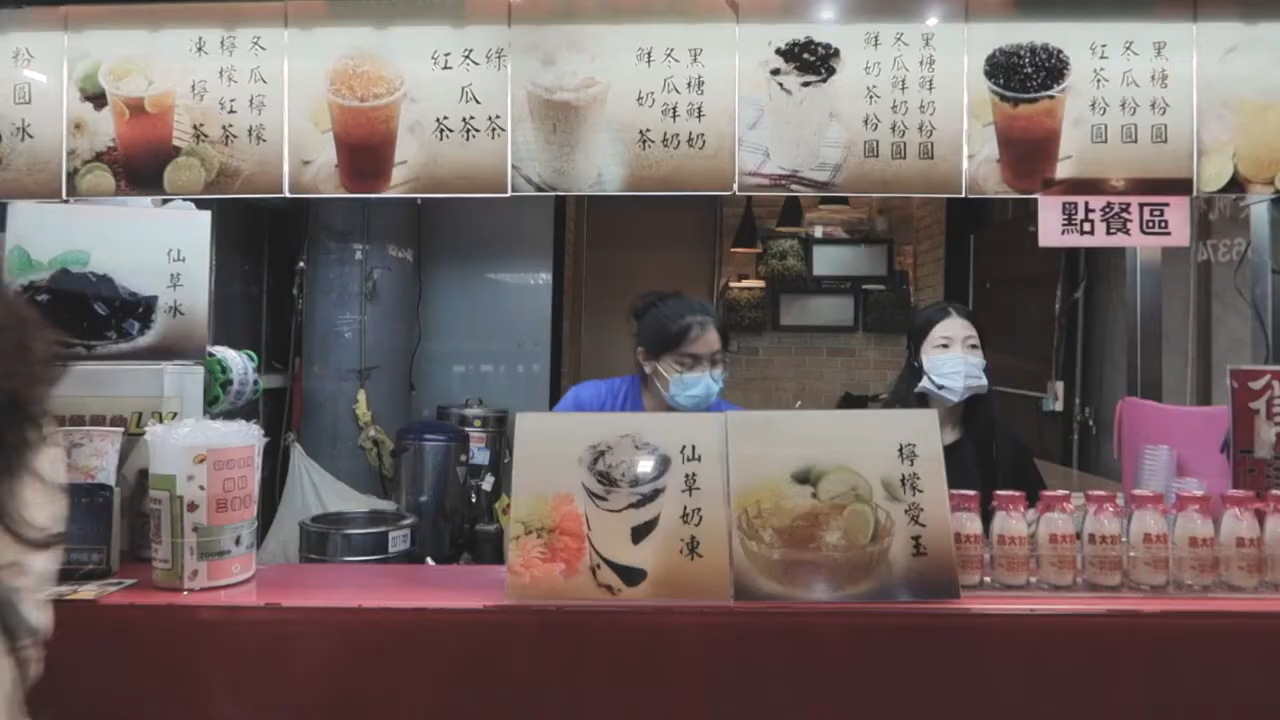 粉圓冰
冬瓜檸檬
檸檬紅茶
凍檸茶
綠茶
冬瓜茶
紅茶
黑糖鮮奶
冬瓜鮮奶
鮮奶茶
黑糖鮮奶粉圓
冬瓜鮮奶粉圓
鮮奶茶粉圓
黑糖粉圓
冬瓜粉圓
紅茶粉圓
點餐區
仙草冰
仙草奶凍
檸檬愛玉